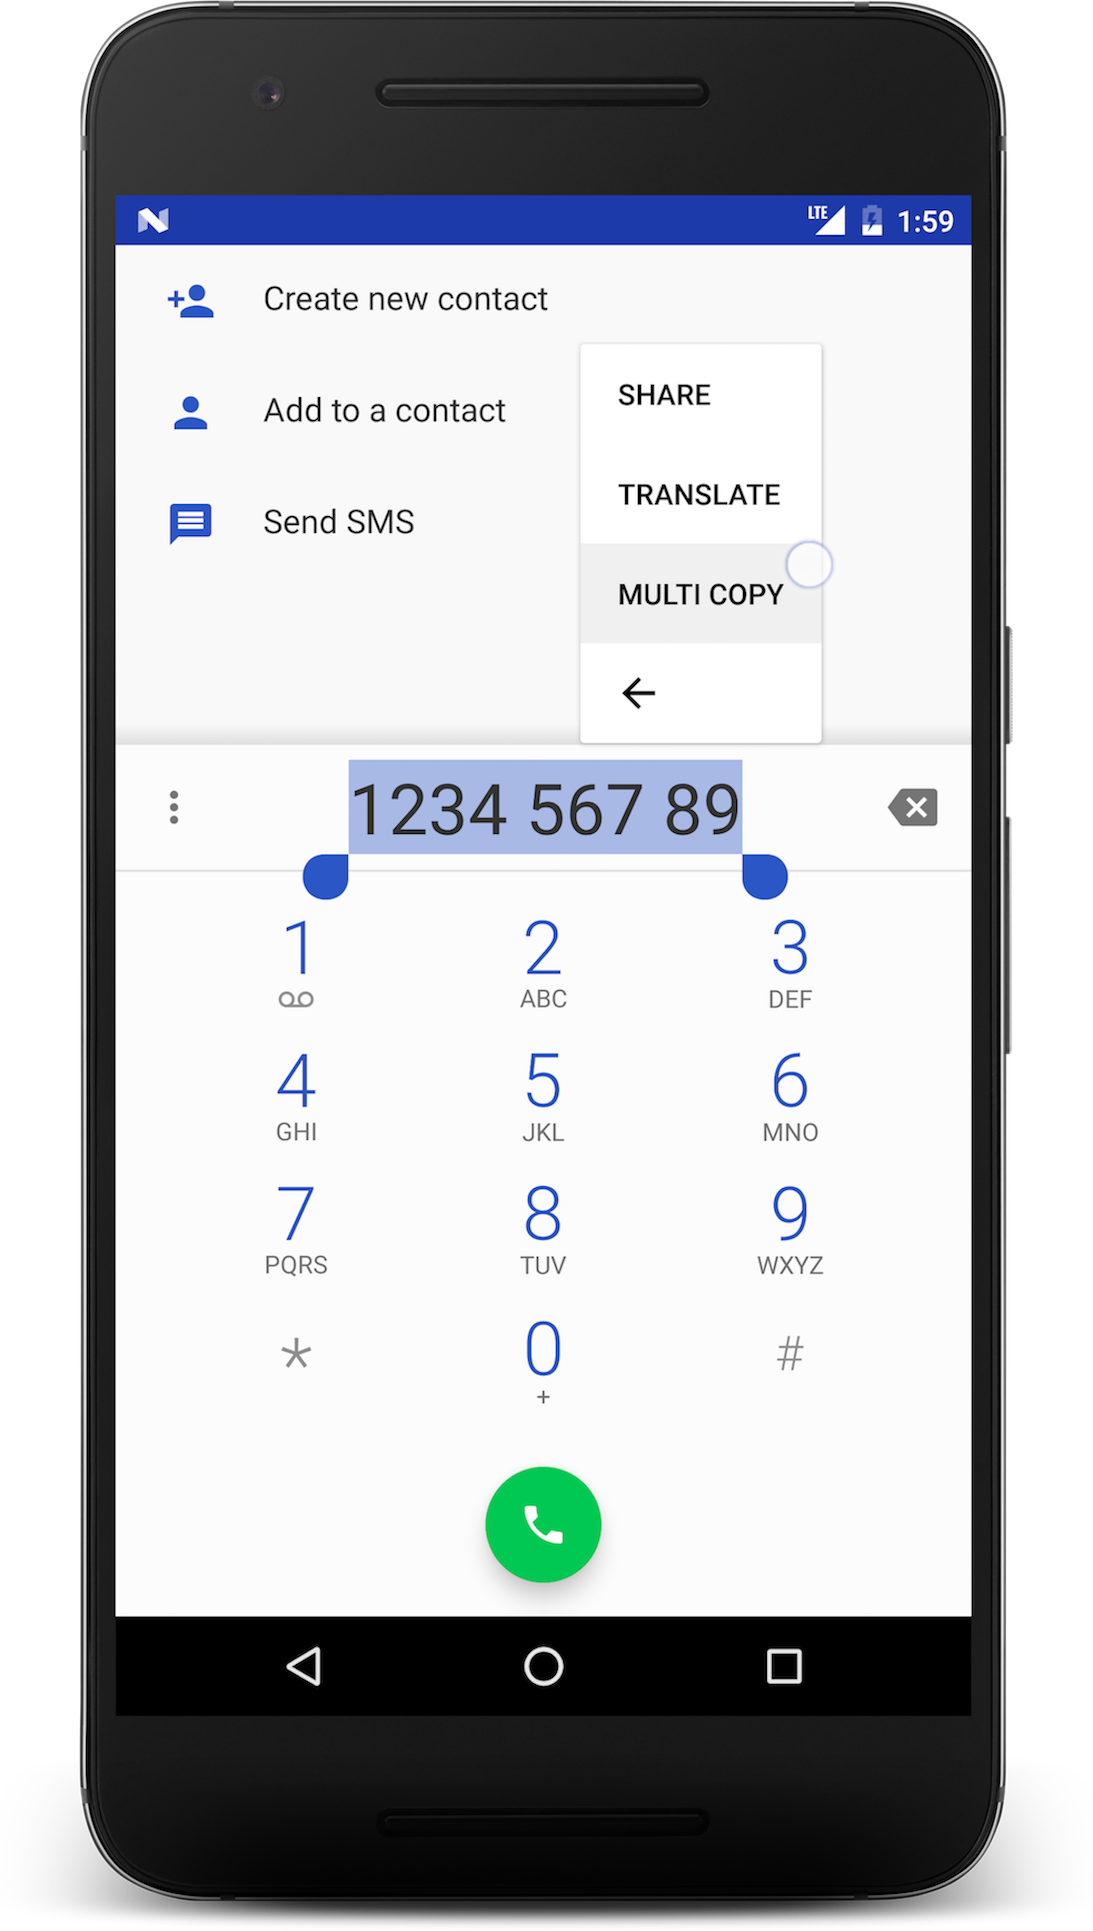 LTE 1:59
Create new contact
SHARE
Add to a contact
TRANSLATE
Send SMS
MULTI COPY
1234 567 89
1 2 3
ABC DEF
4 5 6
GHI JKL MNO
7 8 9
PQRS TUV WXYZ
* 0 #
+